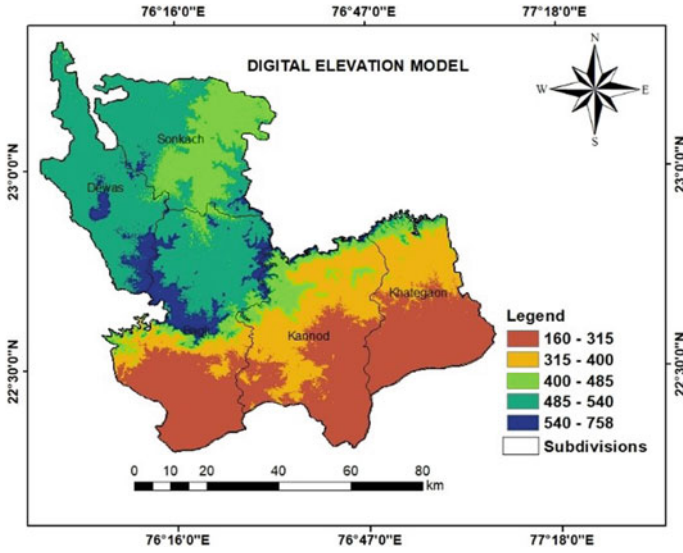 76°16'0"E 76°47'0"E 77°18'0"E
DIGITAL ELEVATION MODEL
N
W E
S
Sonkach
23°0'0"N 23°0'0"N
Dewas
Khategaon
Kannod
Legend
160 - 315
315 - 400
400 - 485
485 - 540
540 - 758
Subdivisions
22°30'0"N 22°30'0"N
0 10 20 40 60 80
km
76°16'0"E 76°47'0"E 77°18'0"E